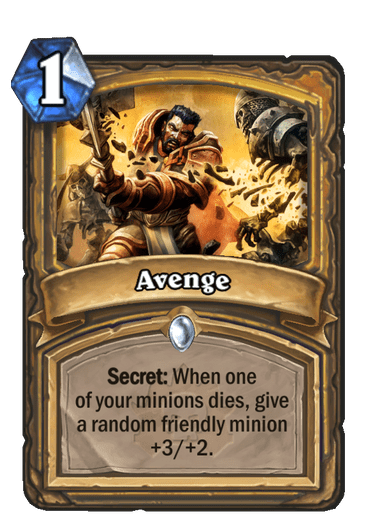 1
Avenge
Secret: When one
of your minions dies, give
a random friendly minion
+3/+2.